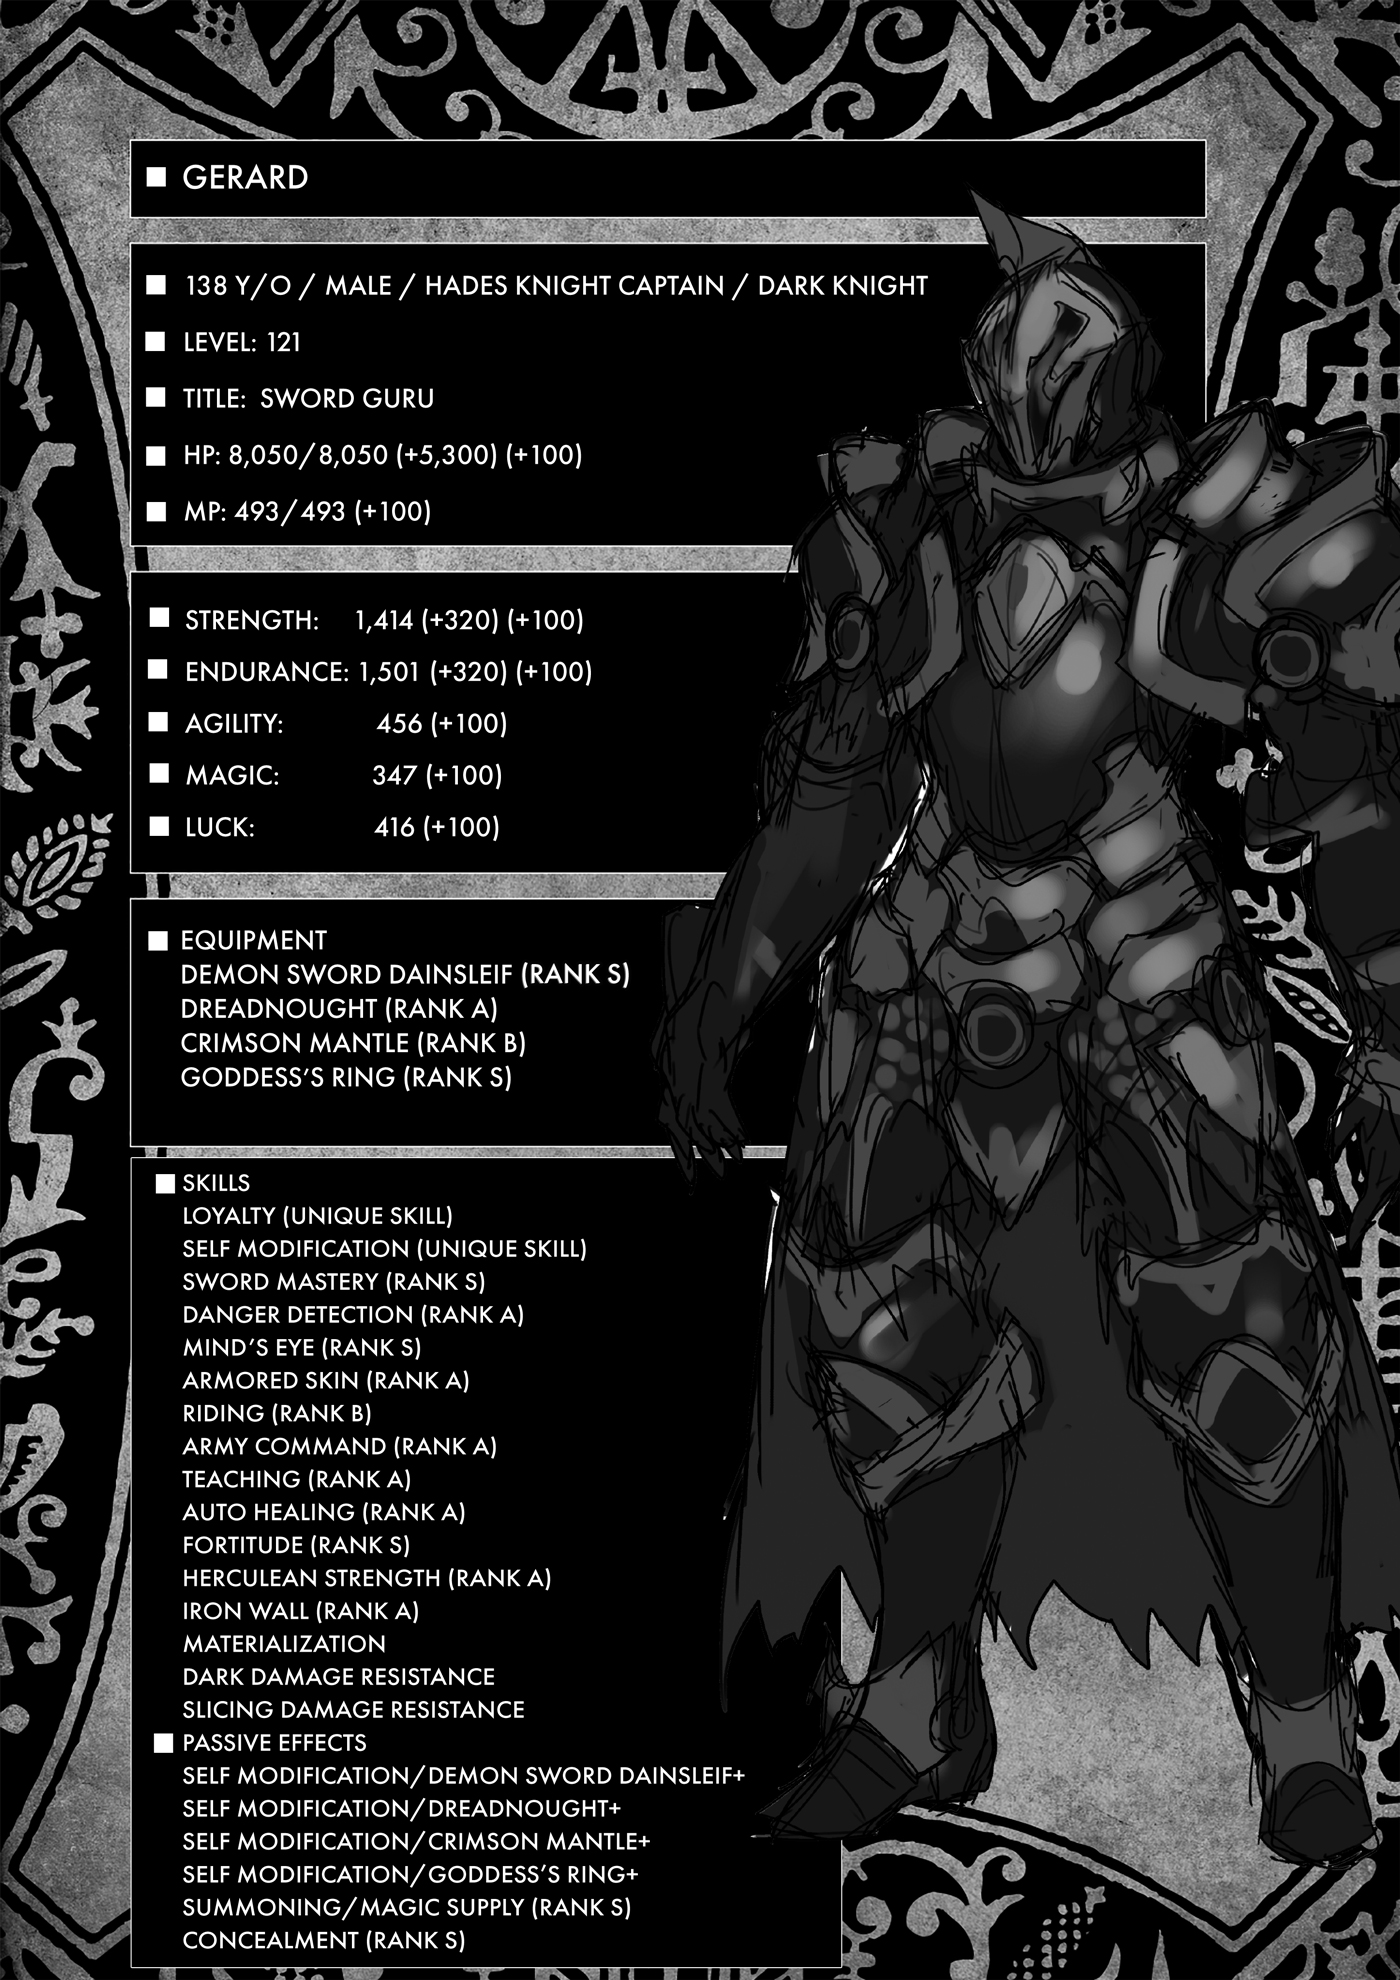 GERARD
138 Y/O / MALE / HADES KNIGHT CAPTAIN / DARK KNIGHT
LEVEL: 121
TITLE: SWORD GURU
HP: 8,050/8,050 (+5,300) (+100)
MP: 493/493 (+100)
STRENGTH: 1,414 (+320) (+100)
ENDURANCE: 1,501 (+320) (+100)
AGILITY: 456 (+100)
MAGIC: 347 (+100)
LUCK: 416 (+100)
EQUIPMENT
DEMON SWORD DAINSLEIF (RANK S)
DREADNOUGHT (RANK A)
CRIMSON MANTLE (RANK B)
GODDESS'S RING (RANK S)
SKILLS
LOYALTY (UNIQUE SKILL)
SELF MODIFICATION (UNIQUE SKILL)
SWORD MASTERY (RANK S)
DANGER DETECTION (RANK A)
MIND'S EYE (RANK S)
ARMORED SKIN (RANK A)
RIDING (RANK B)
ARMY COMMAND (RANK A)
TEACHING (RANK A)
AUTO HEALING (RANK A)
FORTITUDE (RANK S)
HERCULEAN STRENGTH (RANK A)
IRON WALL (RANK A)
MATERIALIZATION
DARK DAMAGE RESISTANCE
SLICING DAMAGE RESISTANCE
PASSIVE EFFECTS
SELF MODIFICATION/DEMON SWORD DAINSLEIF+
SELF MODIFICATION/DREADNOUGHT+
SELF MODIFICATION/CRIMSON MANTLE+
SELF MODIFICATION/GODDESS'S RING+
SUMMONING/MAGIC SUPPLY (RANK S)
CONCEALMENT (RANK S)